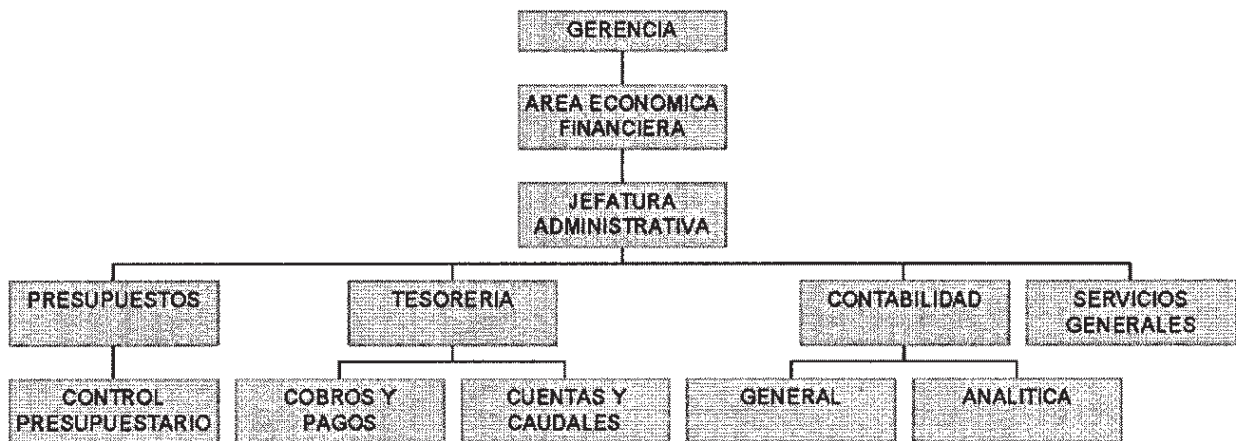 GERENCIA
AREA ECONOMICA
FINANCIERA
JEFATURA
ADMINISTRATIVA
PRESUPUESTOS
TESORERIA
CONTABILIDAD
SERVICIOS
GENERALES
CONTROL
PRESUPUESTARIO
COBROS Y
PAGOS
CUENTAS Y
CAUDALES
GENERAL
ANALITICA